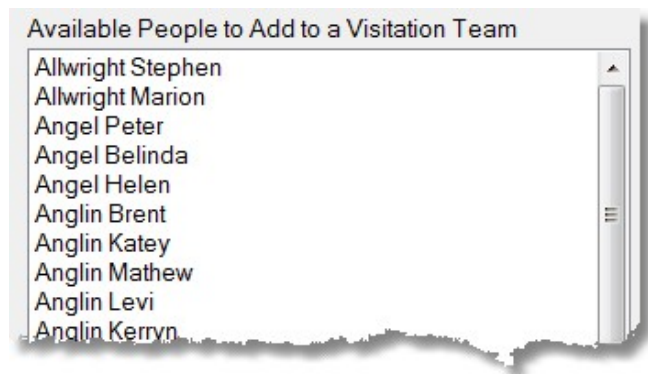 Available People to Add to a Visitation Team
Allwright Stephen
Allwright Marion
Angel Peter
Angel Belinda
Angel Helen
Anglin Brent
Anglin Katey
Anglin Mathew
Anglin Levi
Anglin Kerryn